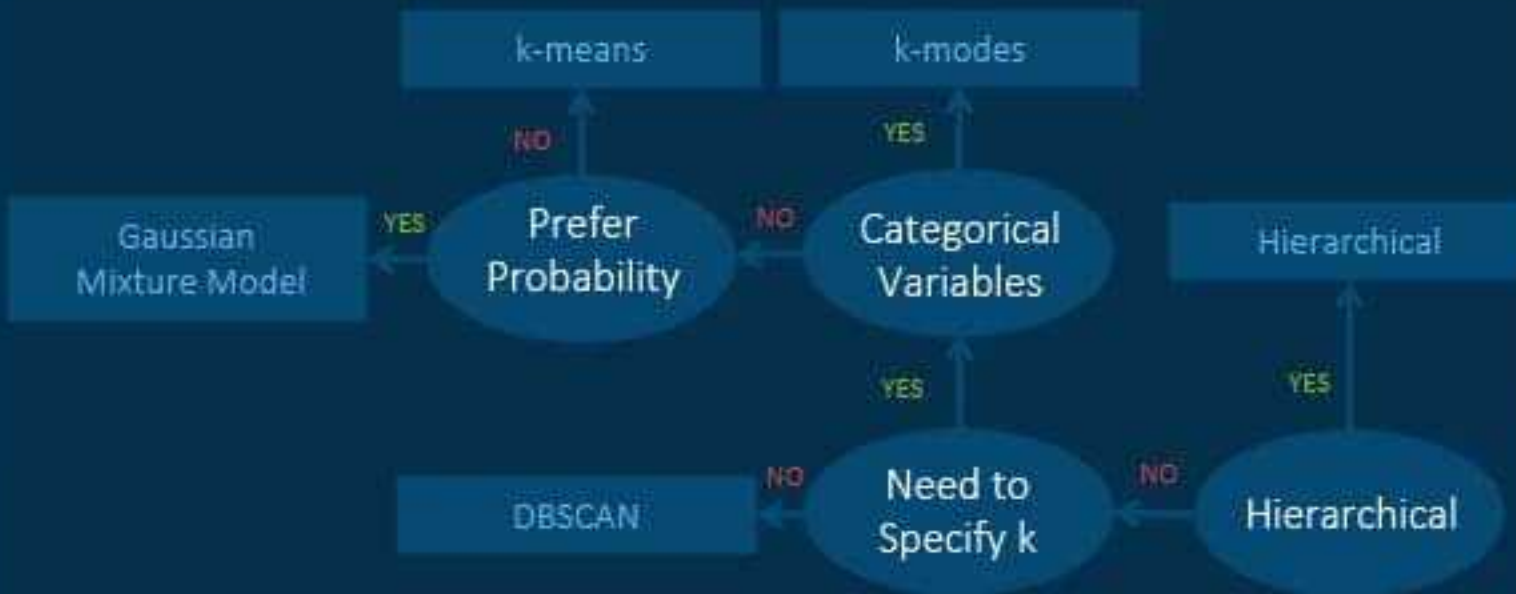 k-means
k-modes
NO
YES
Gaussian
Mixture Model
YES
Prefer
Probability
NO
Categorical
Variables
Hierarchical
YES
YES
DBSCAN
NO
Need to
Specify k
NO
Hierarchical